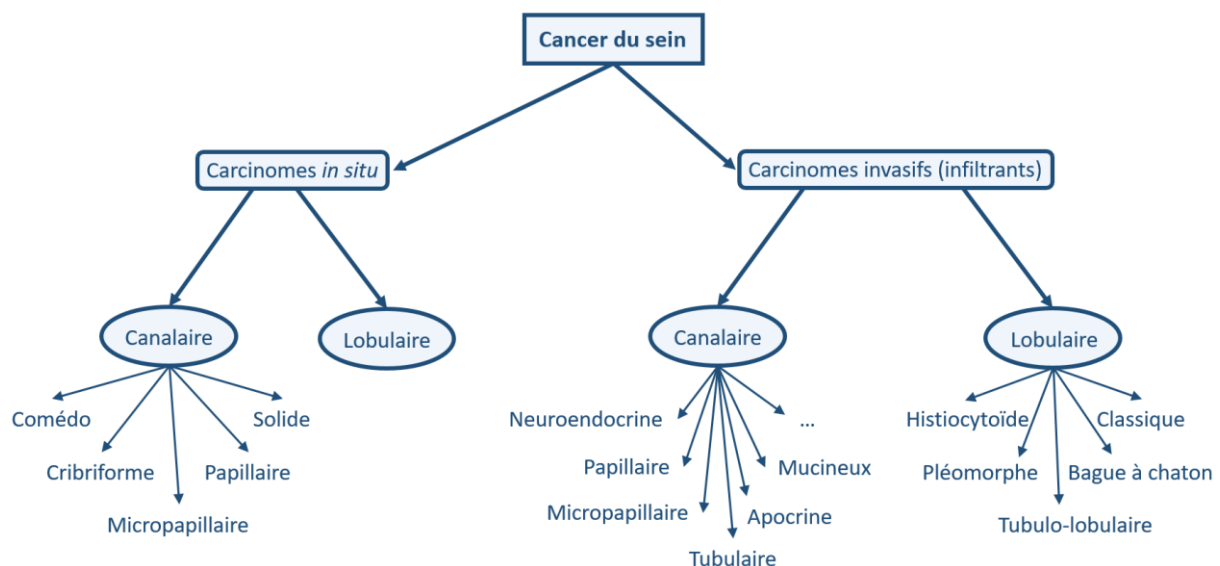 Cancer du sein
Carcinomes in situ
Carcinomes invasifs (infiltrants)
Canalaire
Lobulaire
Canalaire
Lobulaire
Comédo
Solide
Cribriforme
Papillaire
Micropapillaire
Neuroendocrine
...
Papillaire
Mucineux
Micropapillaire
Apocrine
Tubulaire
Histiocytoïde
Classique
Pléomorphe
Bague à chaton
Tubulo-lobulaire